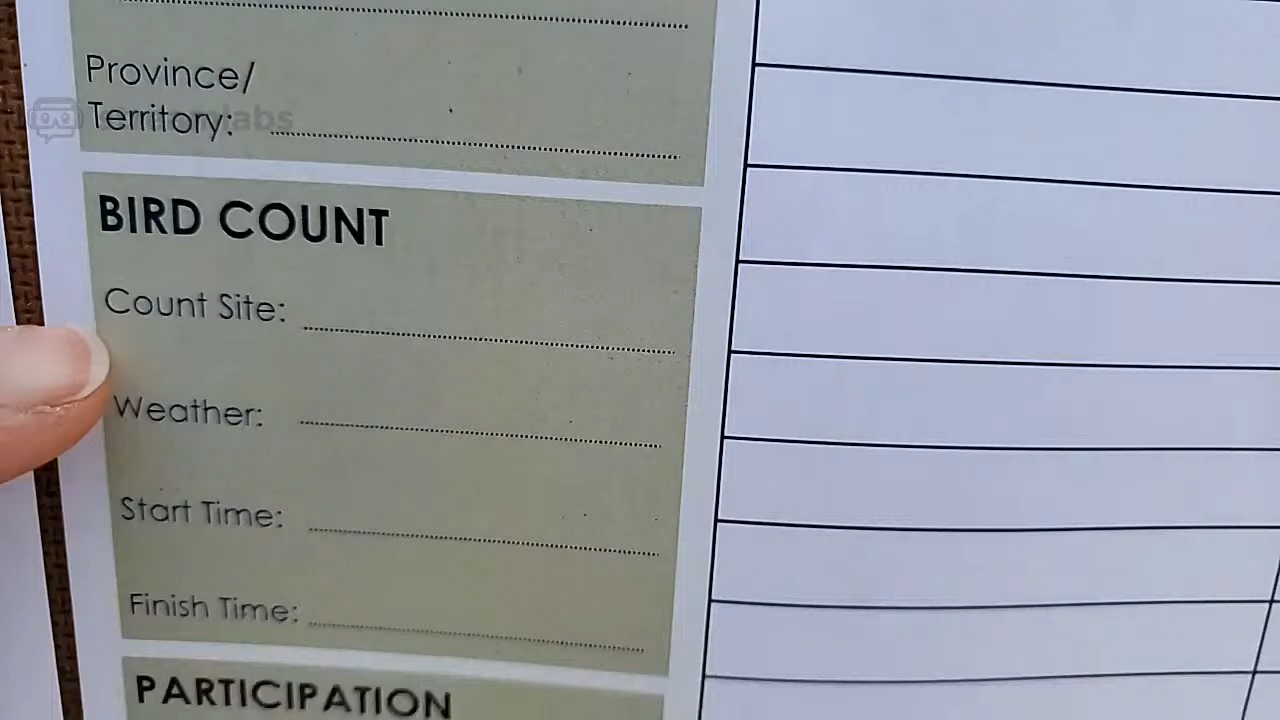 Province/
Territory:
BIRD COUNT
Count Site:
Weather:
Start Time:
Finish Time:
PARTICIPATION